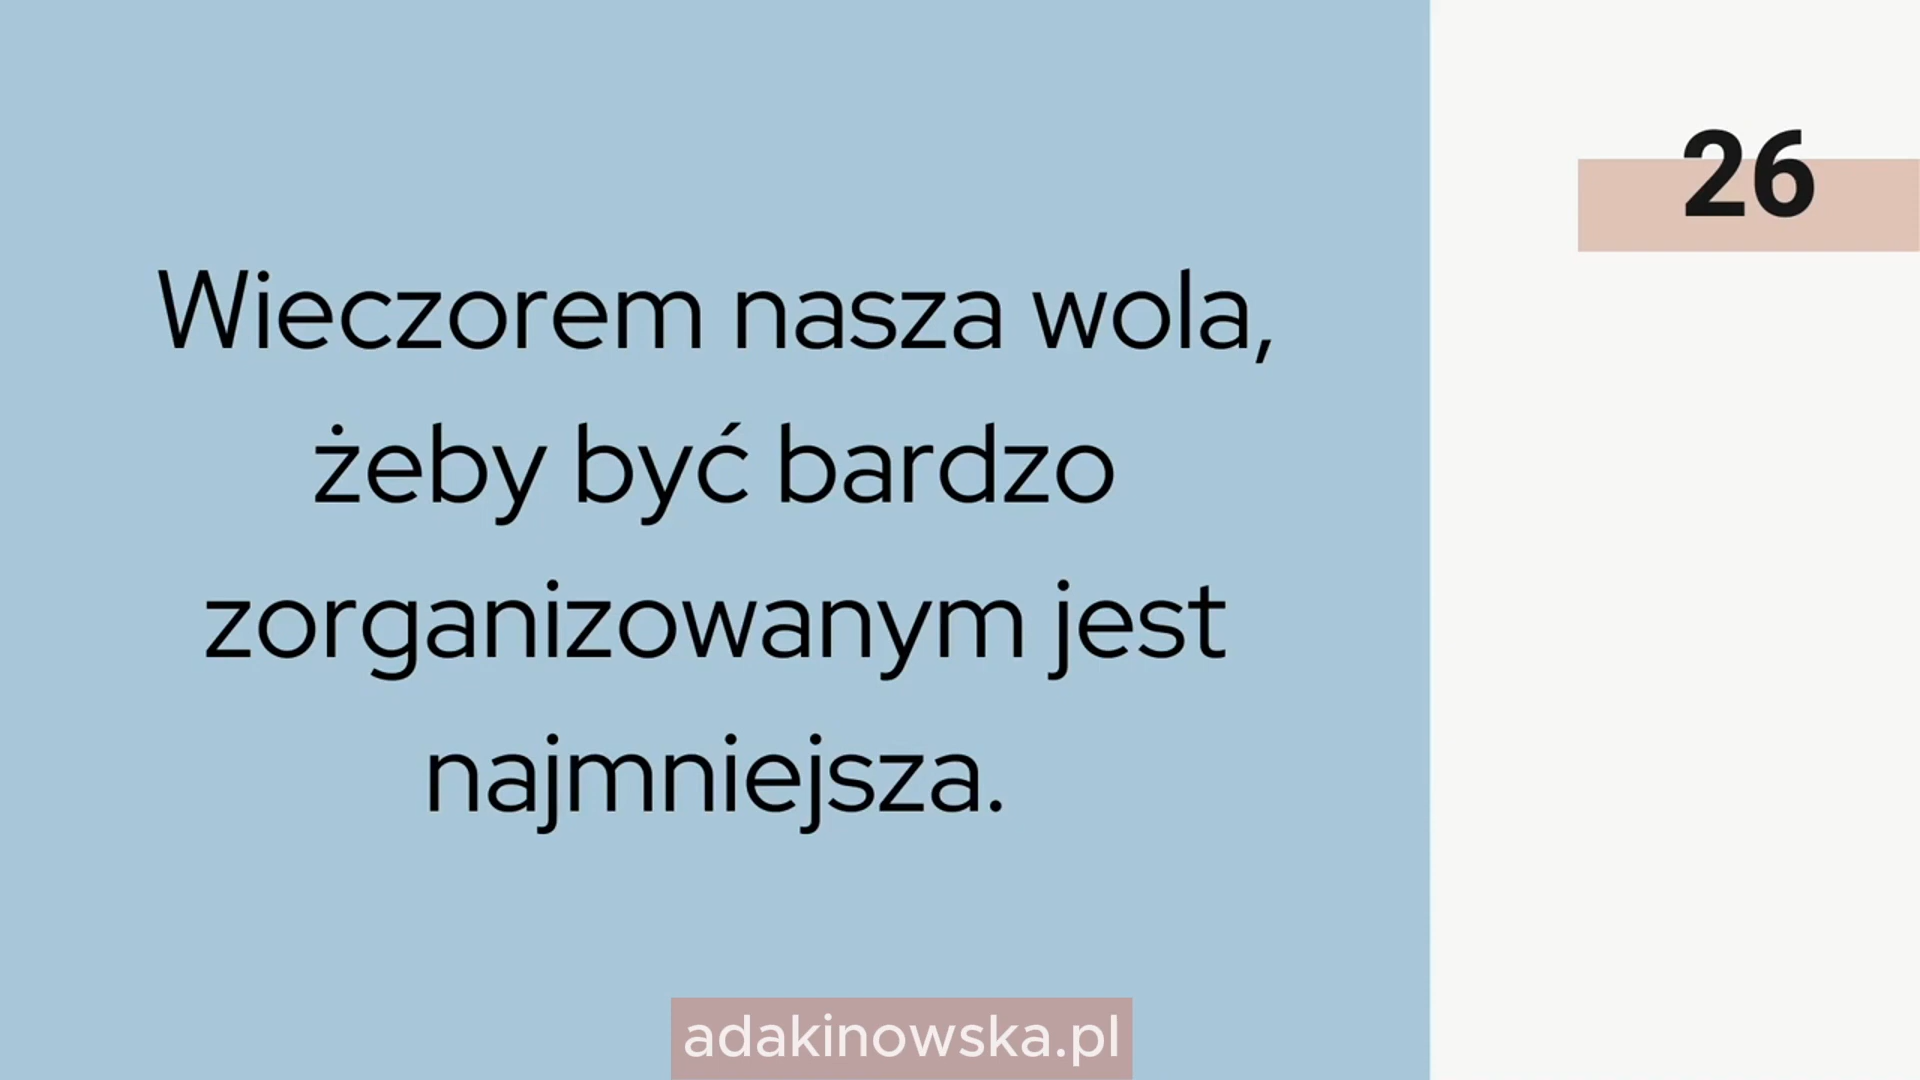 26
Wieczorem nasza wola,
żeby być bardzo
zorganizowanym jest
najmniejsza.
adakinowska.pl